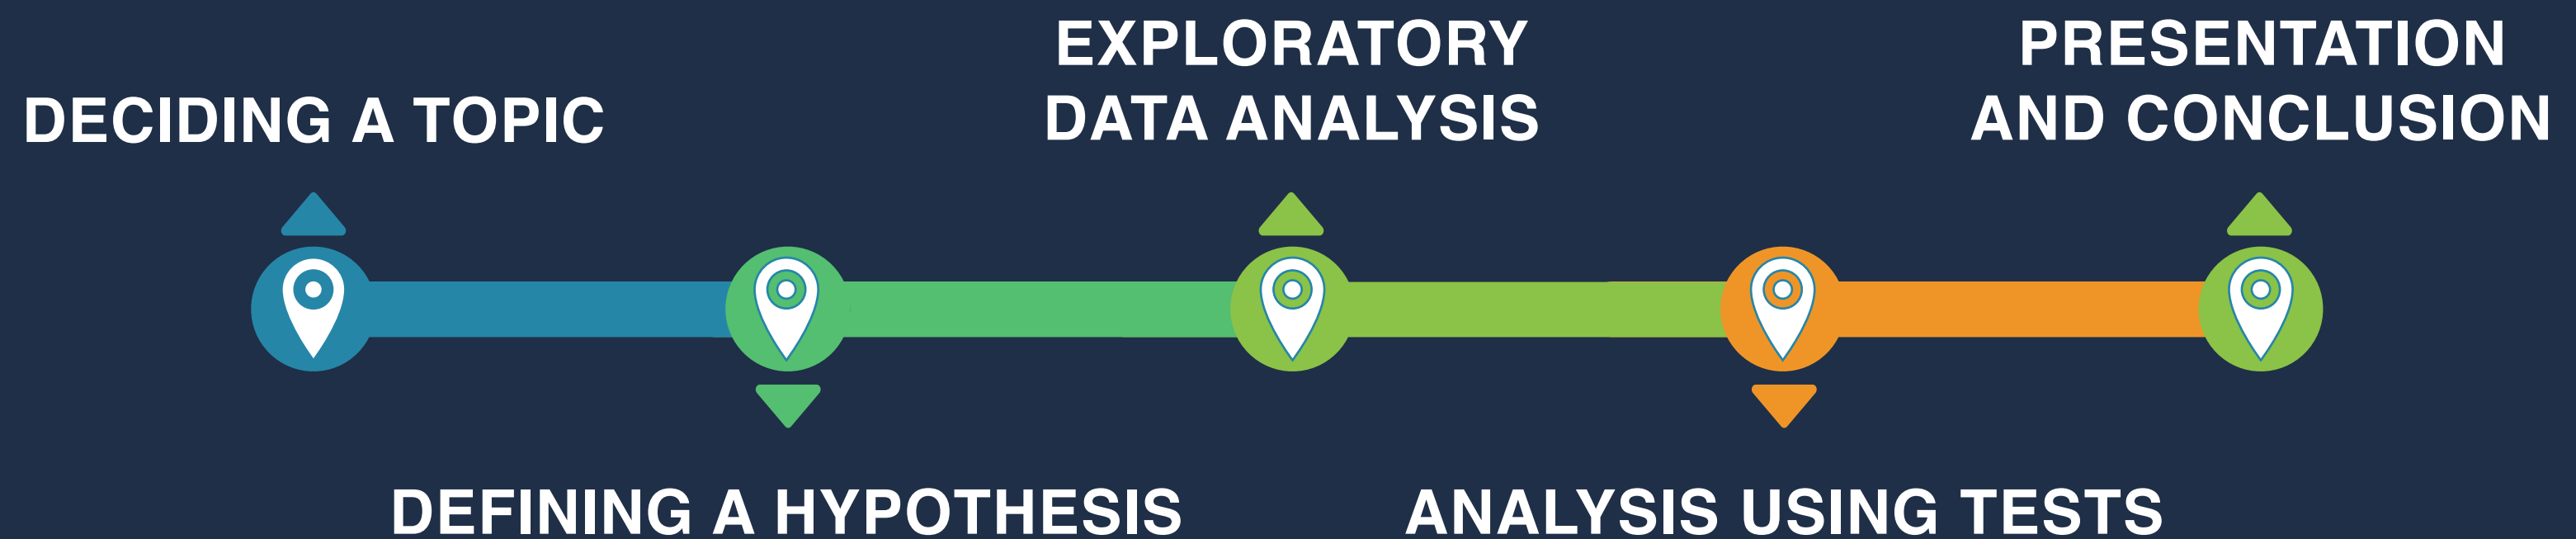 DECIDING A TOPIC
DEFINING A HYPOTHESIS
EXPLORATORY
DATA ANALYSIS
ANALYSIS USING TESTS
PRESENTATION
AND CONCLUSION